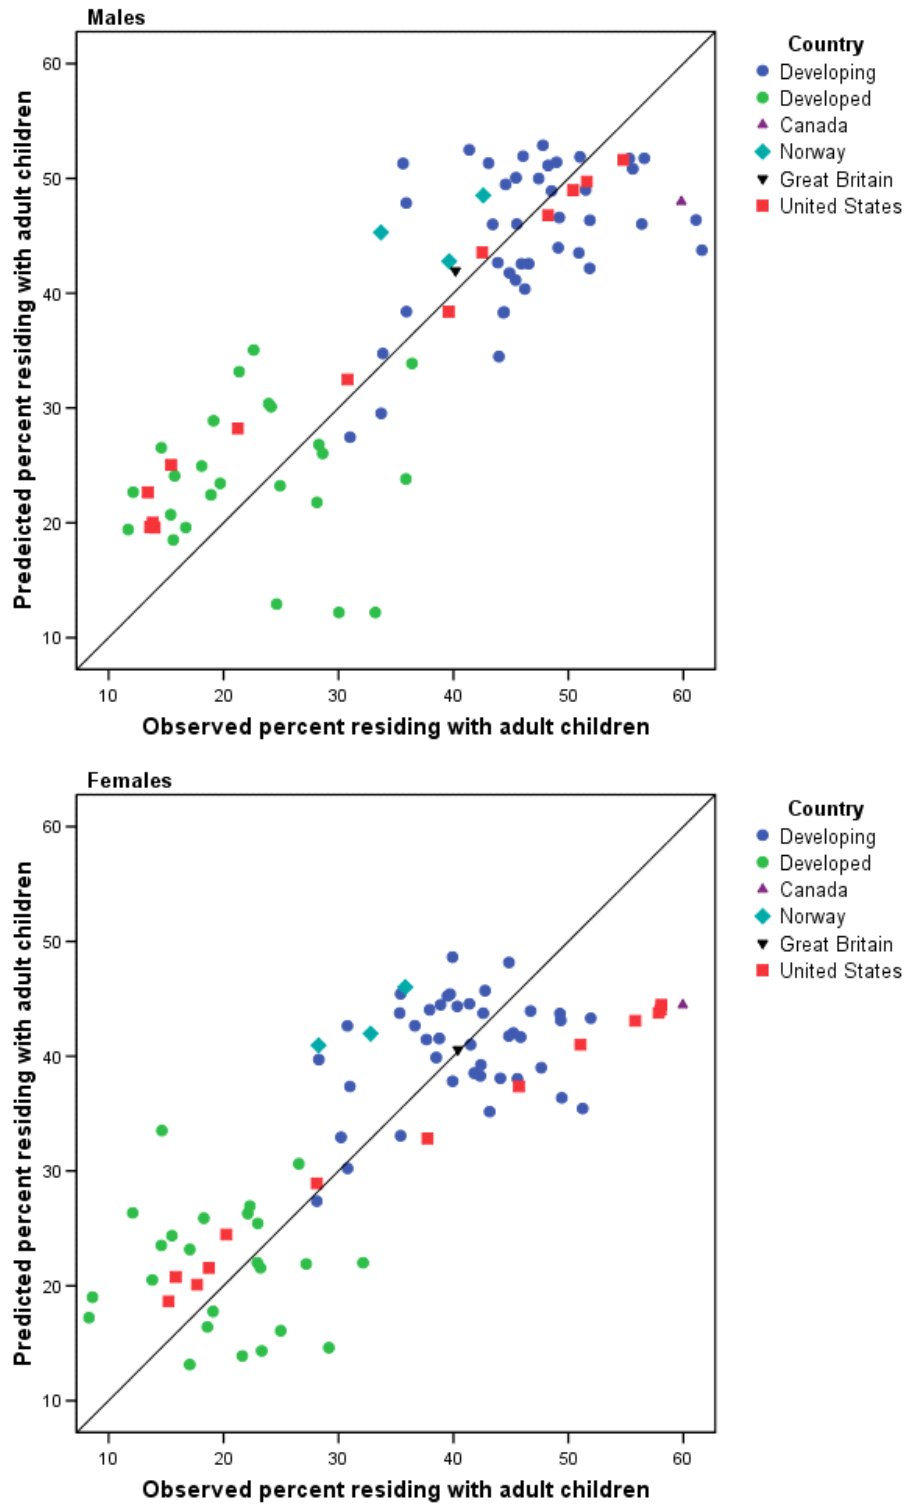 Males
Country
Developing
Developed
Canada
Norway
Great Britain
United States
Predeicted percent residing with adult children
60
50
40
30
20
10
10 20 30 40 50 60
Observed percent residing with adult children
Females
Country
Developing
Developed
Canada
Norway
Great Britain
United States
Predicted percent residing with adult children
60
50
40
30
20
10
10 20 30 40 50 60
Observed percent residing with adult children